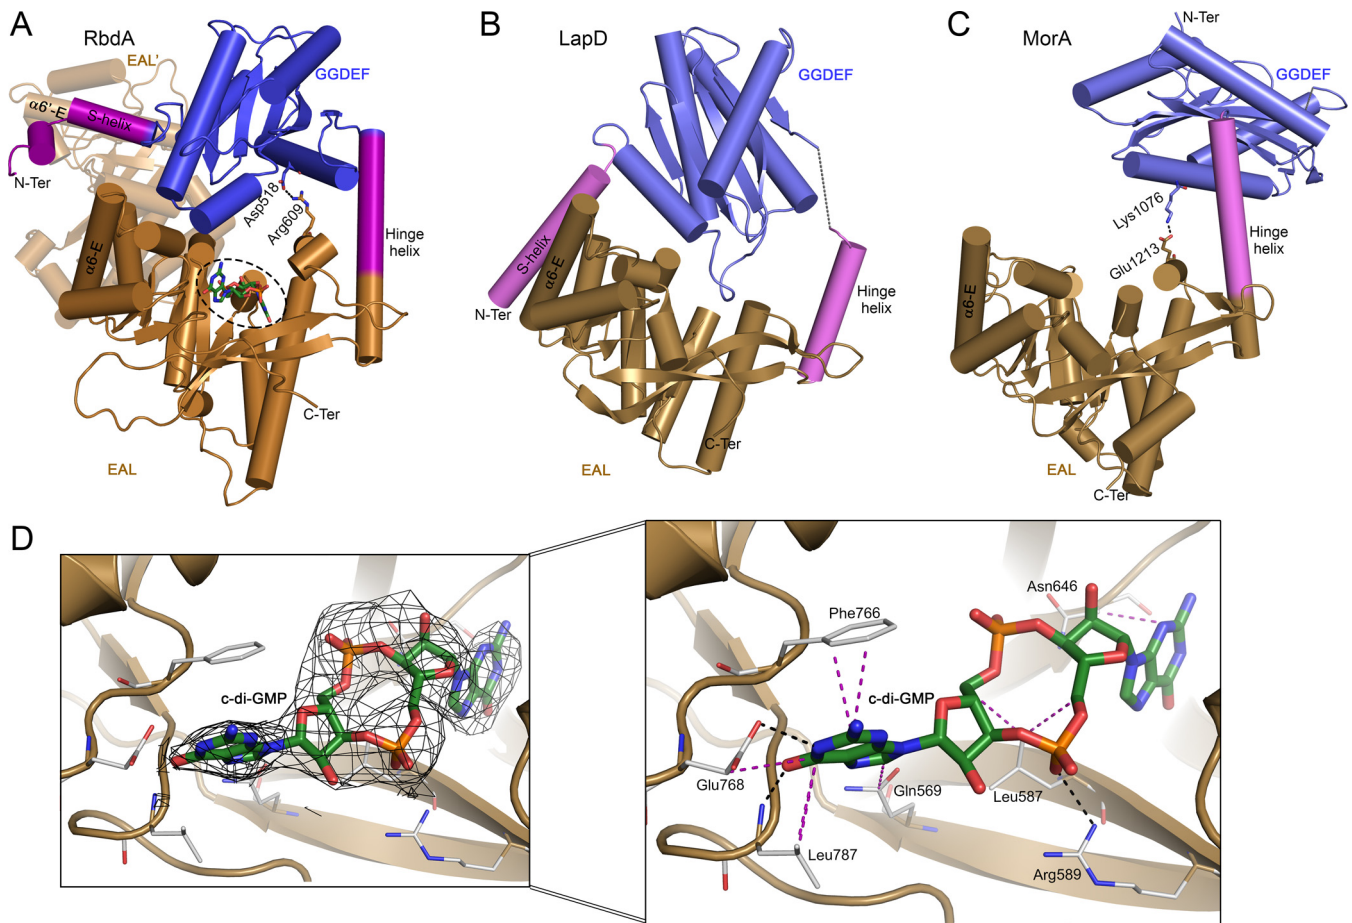 A
RbdA
EAL'
GGDEF
α6'-E
S-helix
N-Ter
Asp518
Arg609
α6-E
Hinge
helix
C-Ter
EAL
B
LapD
GGDEF
S-helix
α6-E
N-Ter
Hinge
helix
C-Ter
EAL
C
MorA
N-Ter
GGDEF
Lys1076
Glu1213
Hinge
helix
α6-E
EAL
C-Ter
D
c-di-GMP
Asn646
Phe766
c-di-GMP
Glu768
Gln569
Leu587
Leu787
Arg589